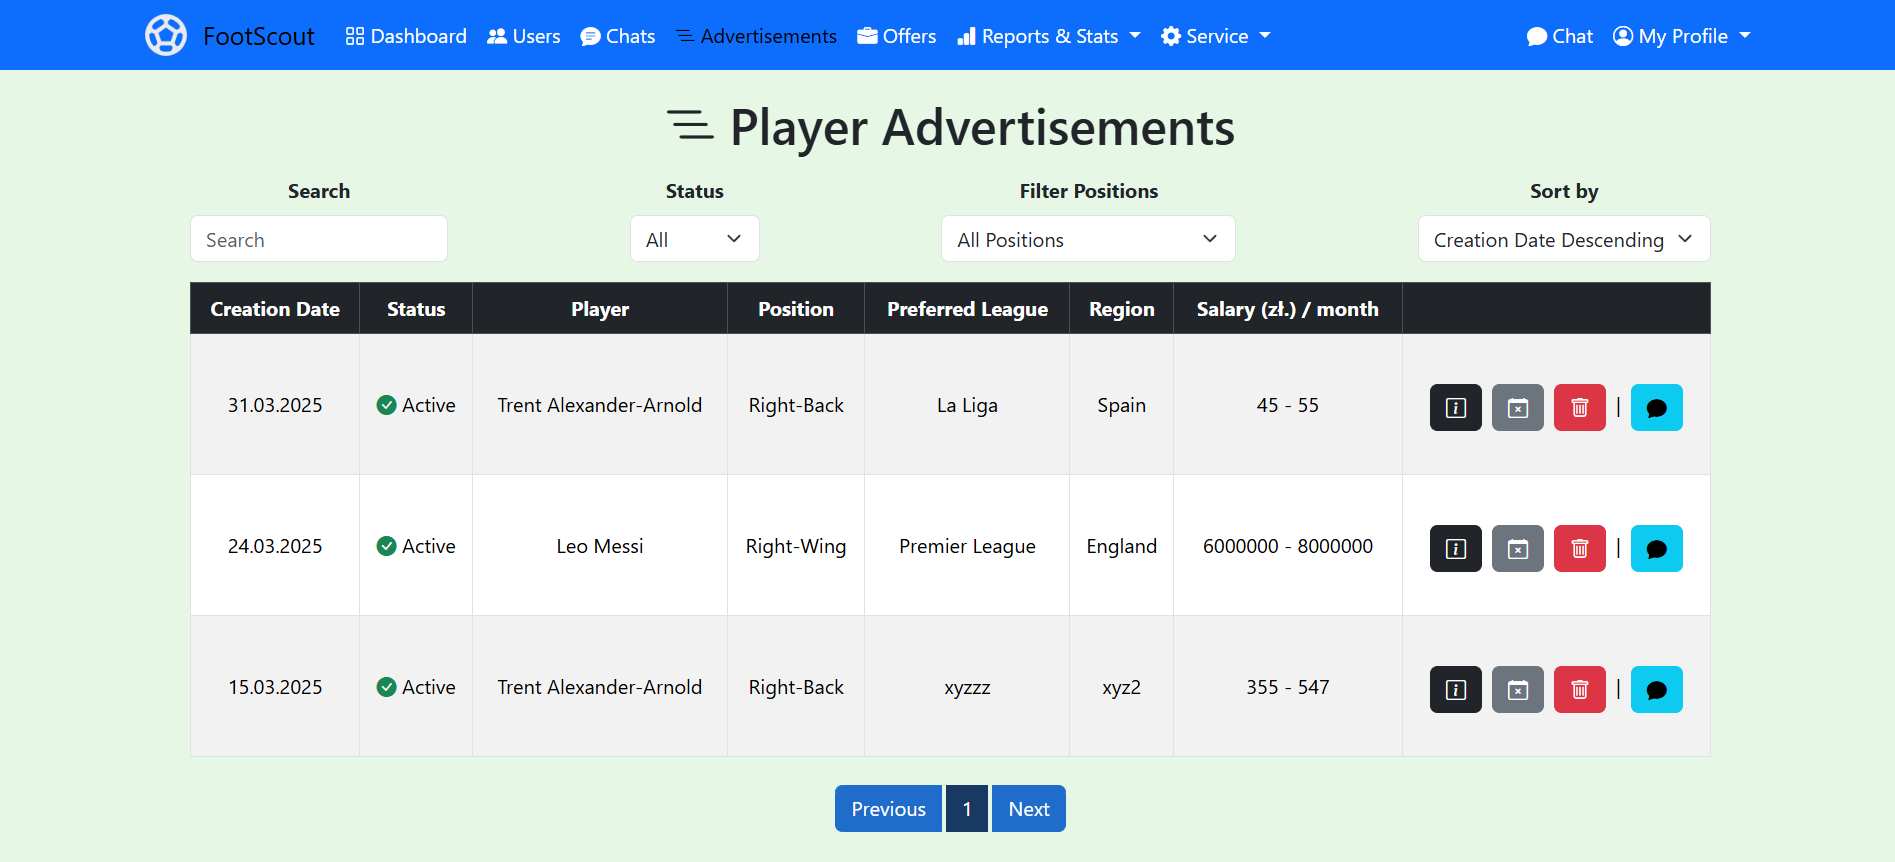 FootScout Dashboard Users Chats Advertisements Offers Reports & Stats Service Chat My Profile
Player Advertisements
Search Status Filter Positions Sort by
Search All All Positions Creation Date Descending
Creation Date Status Player Position Preferred League Region Salary (zł.) / month
31.03.2025 Active Trent Alexander-Arnold Right-Back La Liga Spain 45 - 55 |
24.03.2025 Active Leo Messi Right-Wing Premier League England 6000000 - 8000000 |
15.03.2025 Active Trent Alexander-Arnold Right-Back xyzzz xyz2 355 - 547 |
Previous 1 Next